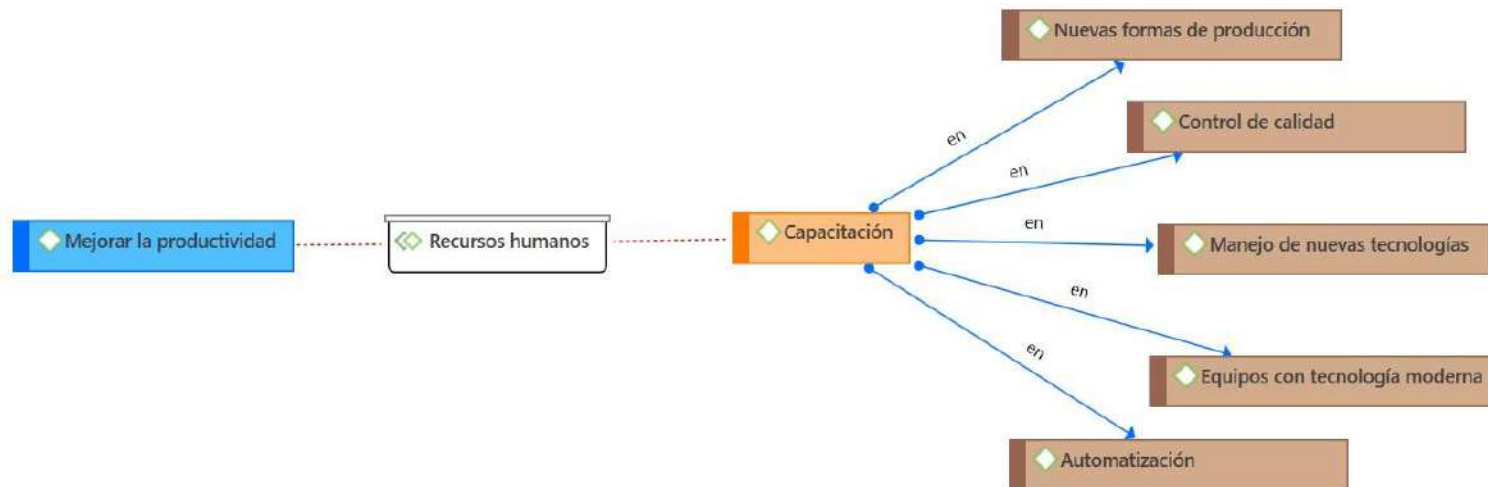 Nuevas formas de producción
en
Control de calidad
en
Mejorar la productividad
Recursos humanos
Capacitación
en
Manejo de nuevas tecnologías
en
Equipos con tecnología moderna
en
Automatización